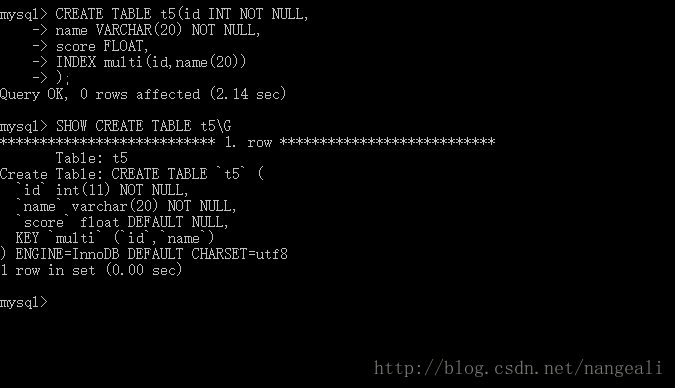 mysql> CREATE TABLE t5(id INT NOT NULL,
    -> name VARCHAR(20) NOT NULL,
    -> score FLOAT,
    -> INDEX multi(id,name(20))
    -> );
Query OK, 0 rows affected (2.14 sec)
mysql> SHOW CREATE TABLE t5\G
*************************** 1. row ***************************
       Table: t5
Create Table: CREATE TABLE `t5` (
  `id` int(11) NOT NULL,
  `name` varchar(20) NOT NULL,
  `score` float DEFAULT NULL,
  KEY `multi` (`id`,`name`)
) ENGINE=InnoDB DEFAULT CHARSET=utf8
1 row in set (0.00 sec)
mysql>
http://blog.csdn.net/nangeali